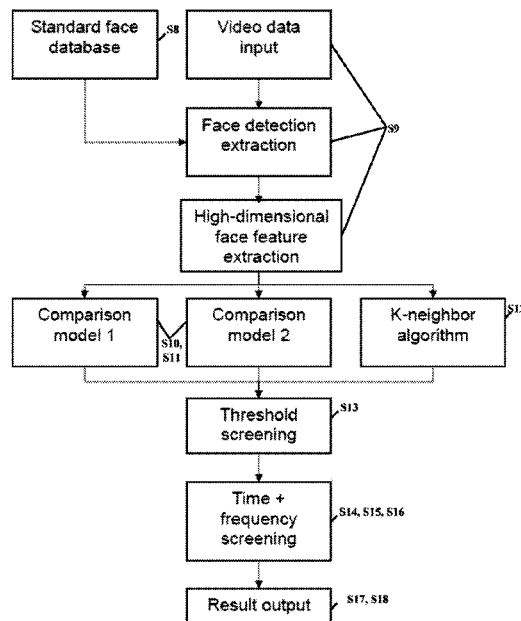 Standard face
database
S8
Video data
input
Face detection
extraction
S9
High-dimensional
face feature
extraction
Comparison
model 1
S10,
S11
Comparison
model 2
K-neighbor
algorithm
Threshold
screening
S13
Time +
frequency
screening
S14, S15, S16
Result output
S17, S18